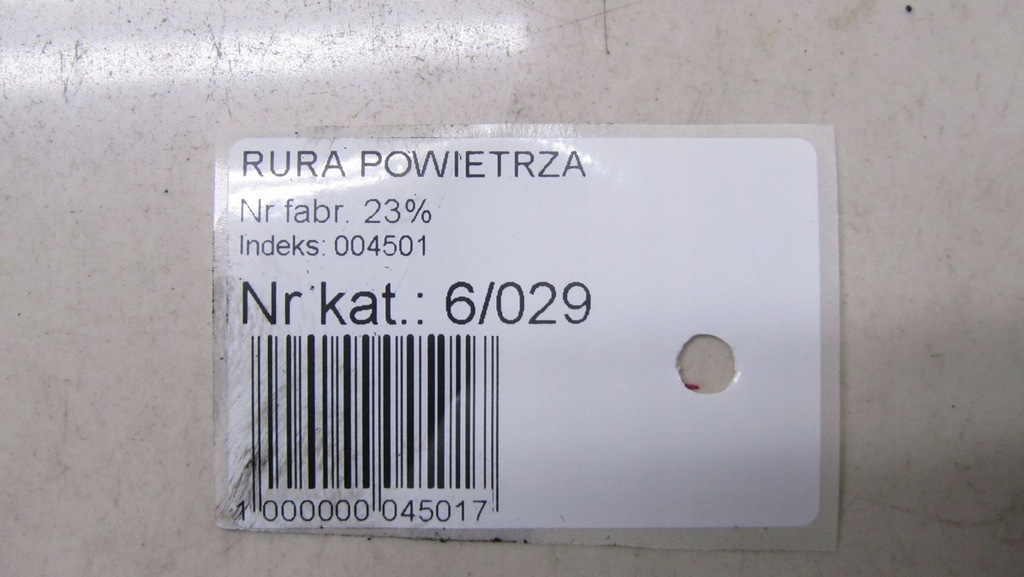 RURA POWIETRZA
Nr fabr. 23%
Indeks: 004501
Nr kat.: 6/029
1 000000 045017